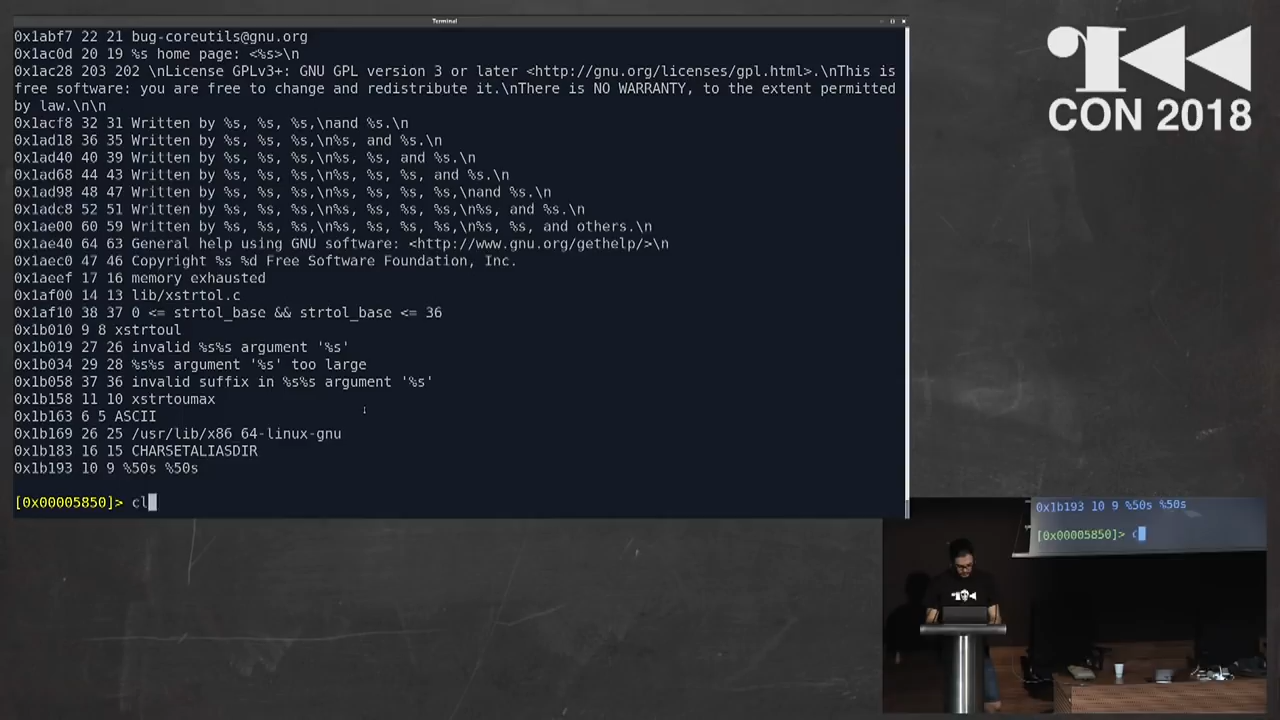 Terminal
0x1abf7 22 21 bug-coreutils@gnu.org
0x1ac0d 20 19 %s home page: <%s>\n
0x1ac28 203 202 \nLicense GPLv3+: GNU GPL version 3 or later <http://gnu.org/licenses/gpl.html>.\nThis is
free software: you are free to change and redistribute it.\nThere is NO WARRANTY, to the extent permitted
by law.\n\n
0x1acf8 32 31 Written by %s, %s, %s,\nand %s.\n
0x1ad18 36 35 Written by %s, %s, %s,\n%s, and %s.\n
0x1ad40 40 39 Written by %s, %s, %s,\n%s, %s, and %s.\n
0x1ad68 44 43 Written by %s, %s, %s,\n%s, %s, %s, and %s.\n
0x1ad98 48 47 Written by %s, %s, %s,\n%s, %s, %s, %s,\nand %s.\n
0x1adc8 52 51 Written by %s, %s, %s,\n%s, %s, %s, %s,\n%s, and %s.\n
0x1ae00 60 59 Written by %s, %s, %s,\n%s, %s, %s, %s,\n%s, %s, and others.\n
0x1ae40 64 63 General help using GNU software: <http://www.gnu.org/gethelp/>\n
0x1aec0 47 46 Copyright %s %d Free Software Foundation, Inc.
0x1aeef 17 16 memory exhausted
0x1af00 14 13 lib/xstrtol.c
0x1af10 38 37 0 <= strtol_base && strtol_base <= 36
0x1b010 9 8 xstrtoul
0x1b019 27 26 invalid %s%s argument '%s'
0x1b034 29 28 %s%s argument '%s' too large
0x1b058 37 36 invalid suffix in %s%s argument '%s'
0x1b158 11 10 xstrtoumax
0x1b163 6 5 ASCII
0x1b169 26 25 /usr/lib/x86_64-linux-gnu
0x1b183 16 15 CHARSETALIASDIR
0x1b193 10 9 %50s %50s
[0x00005850]> cl
CON 2018
0x1b193 10 9 %50s %50s
[0x00005850]> c